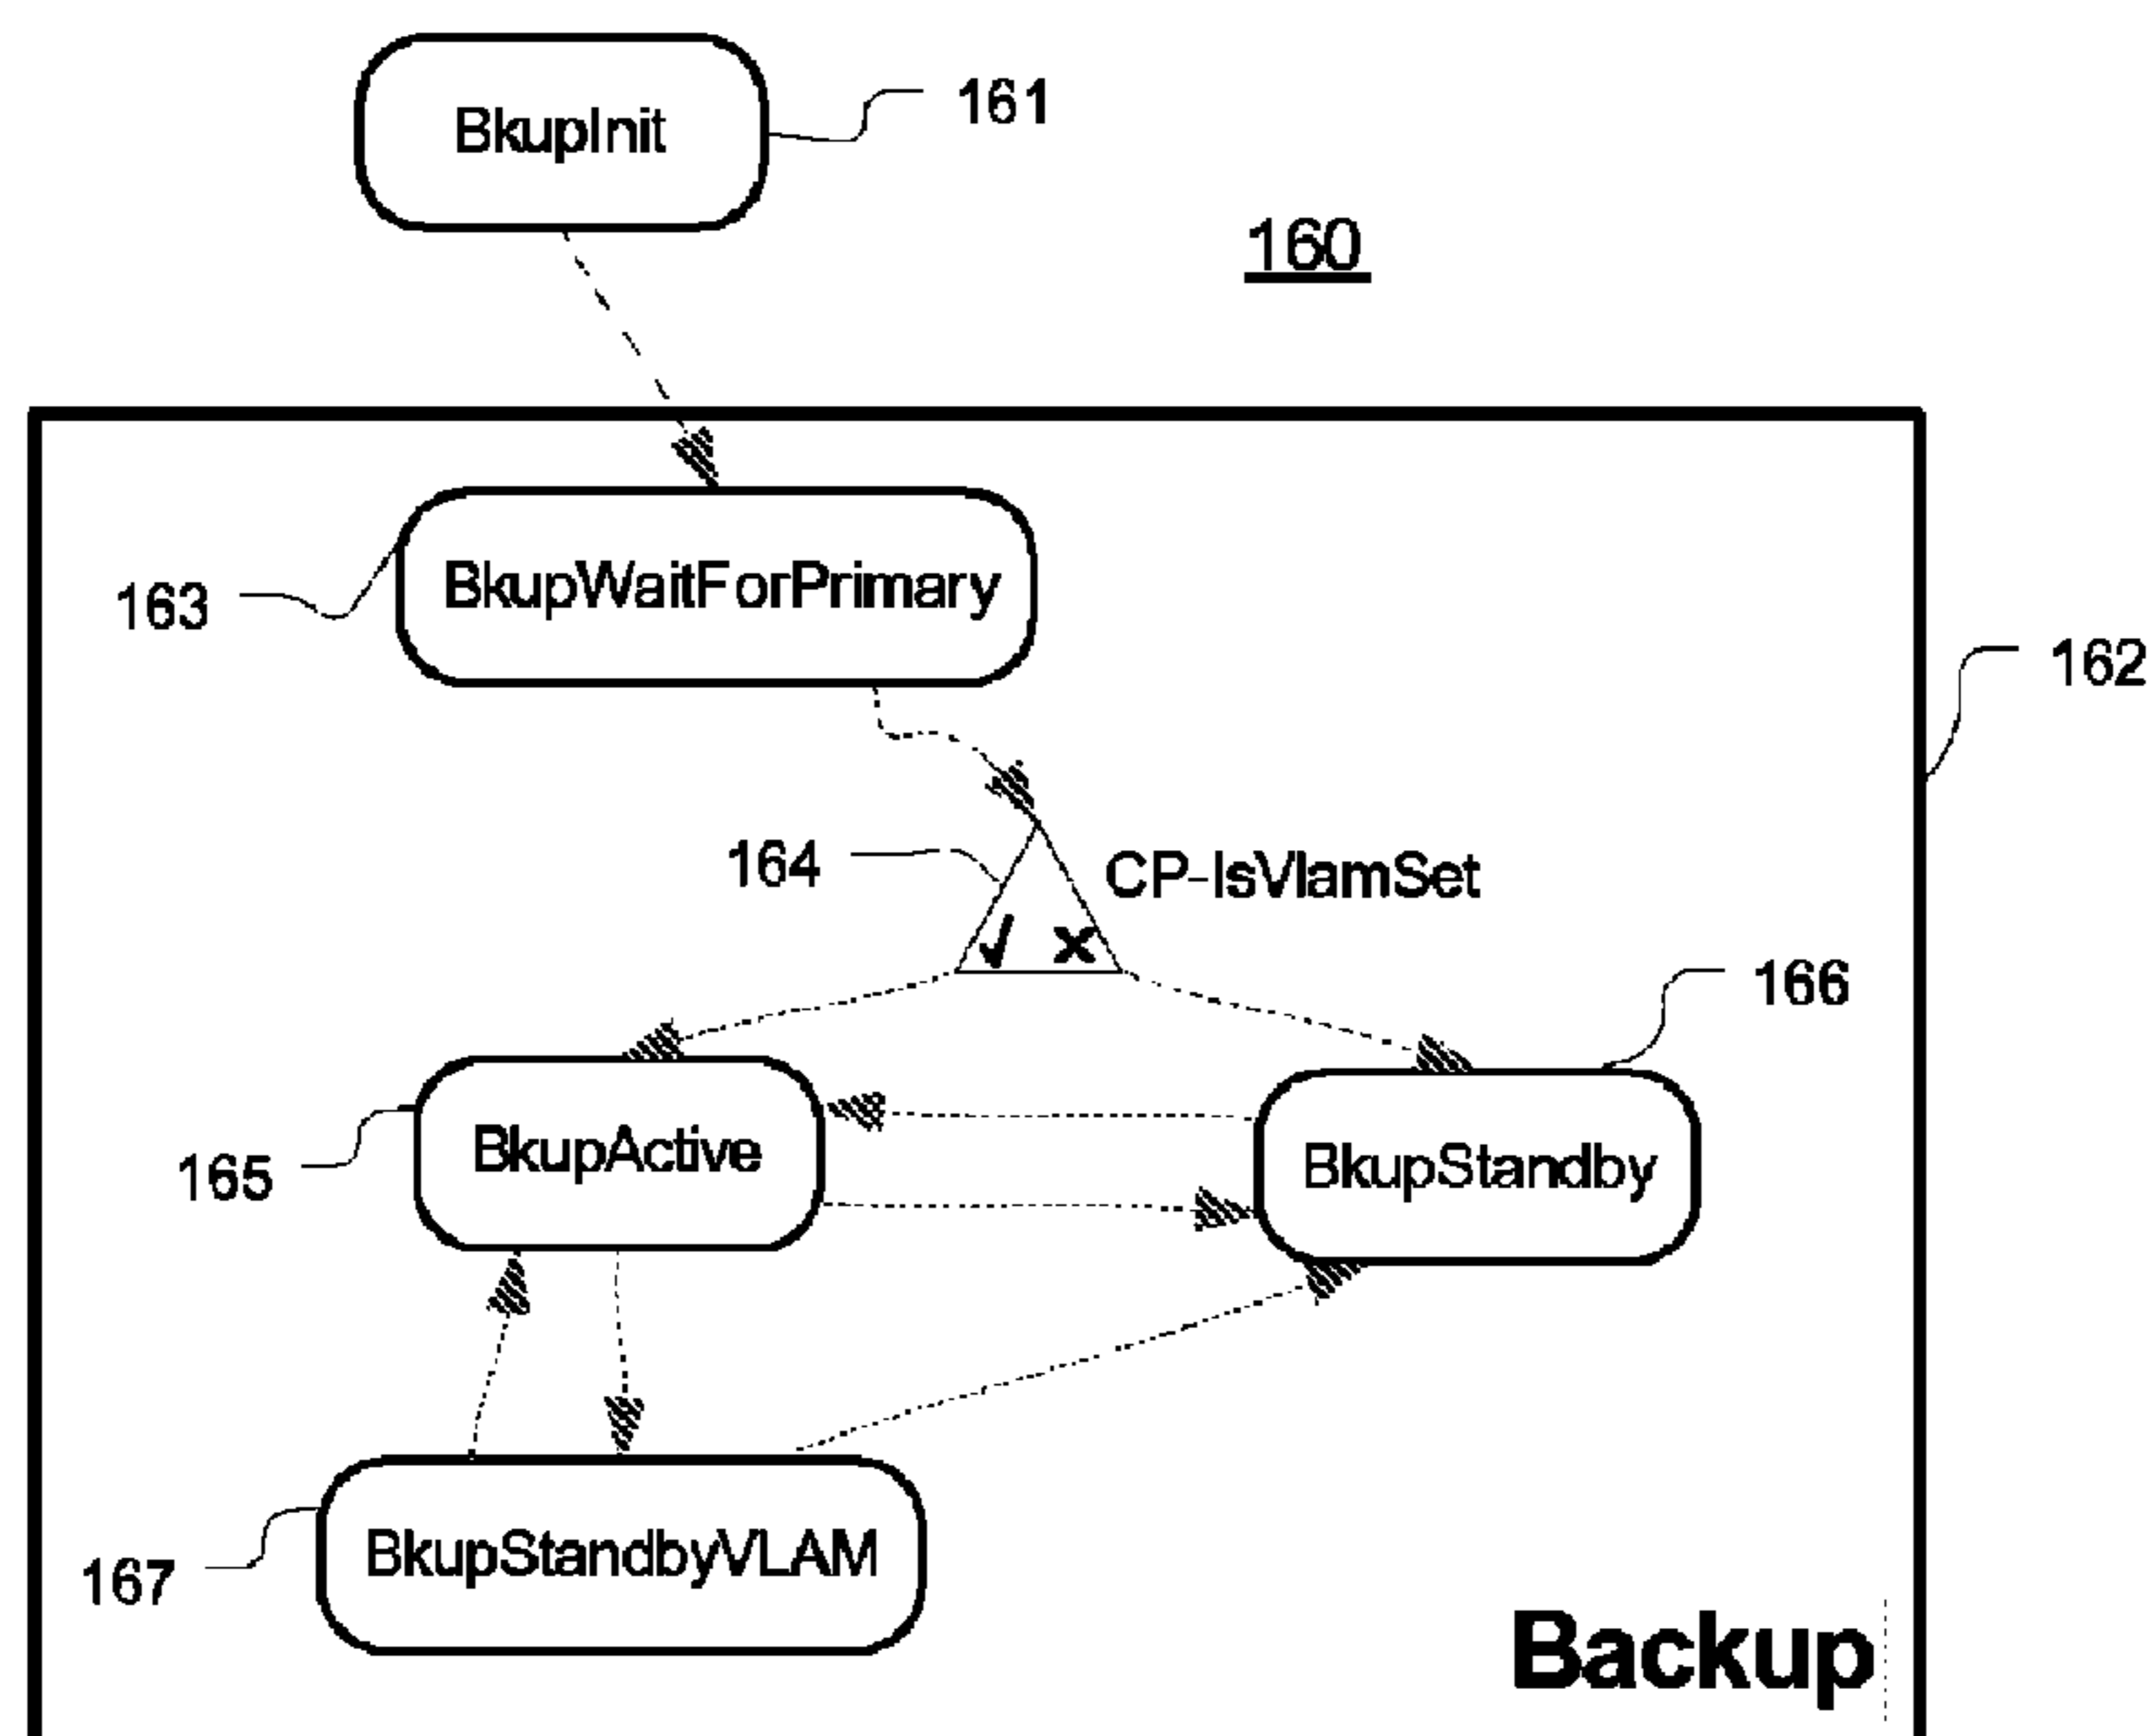 BkupInit
161
160
BkupWaitForPrimary
163
162
164
CP-IsVlamSet
166
BkupActive
BkupStandby
165
BkupStandbyVLAM
167
Backup